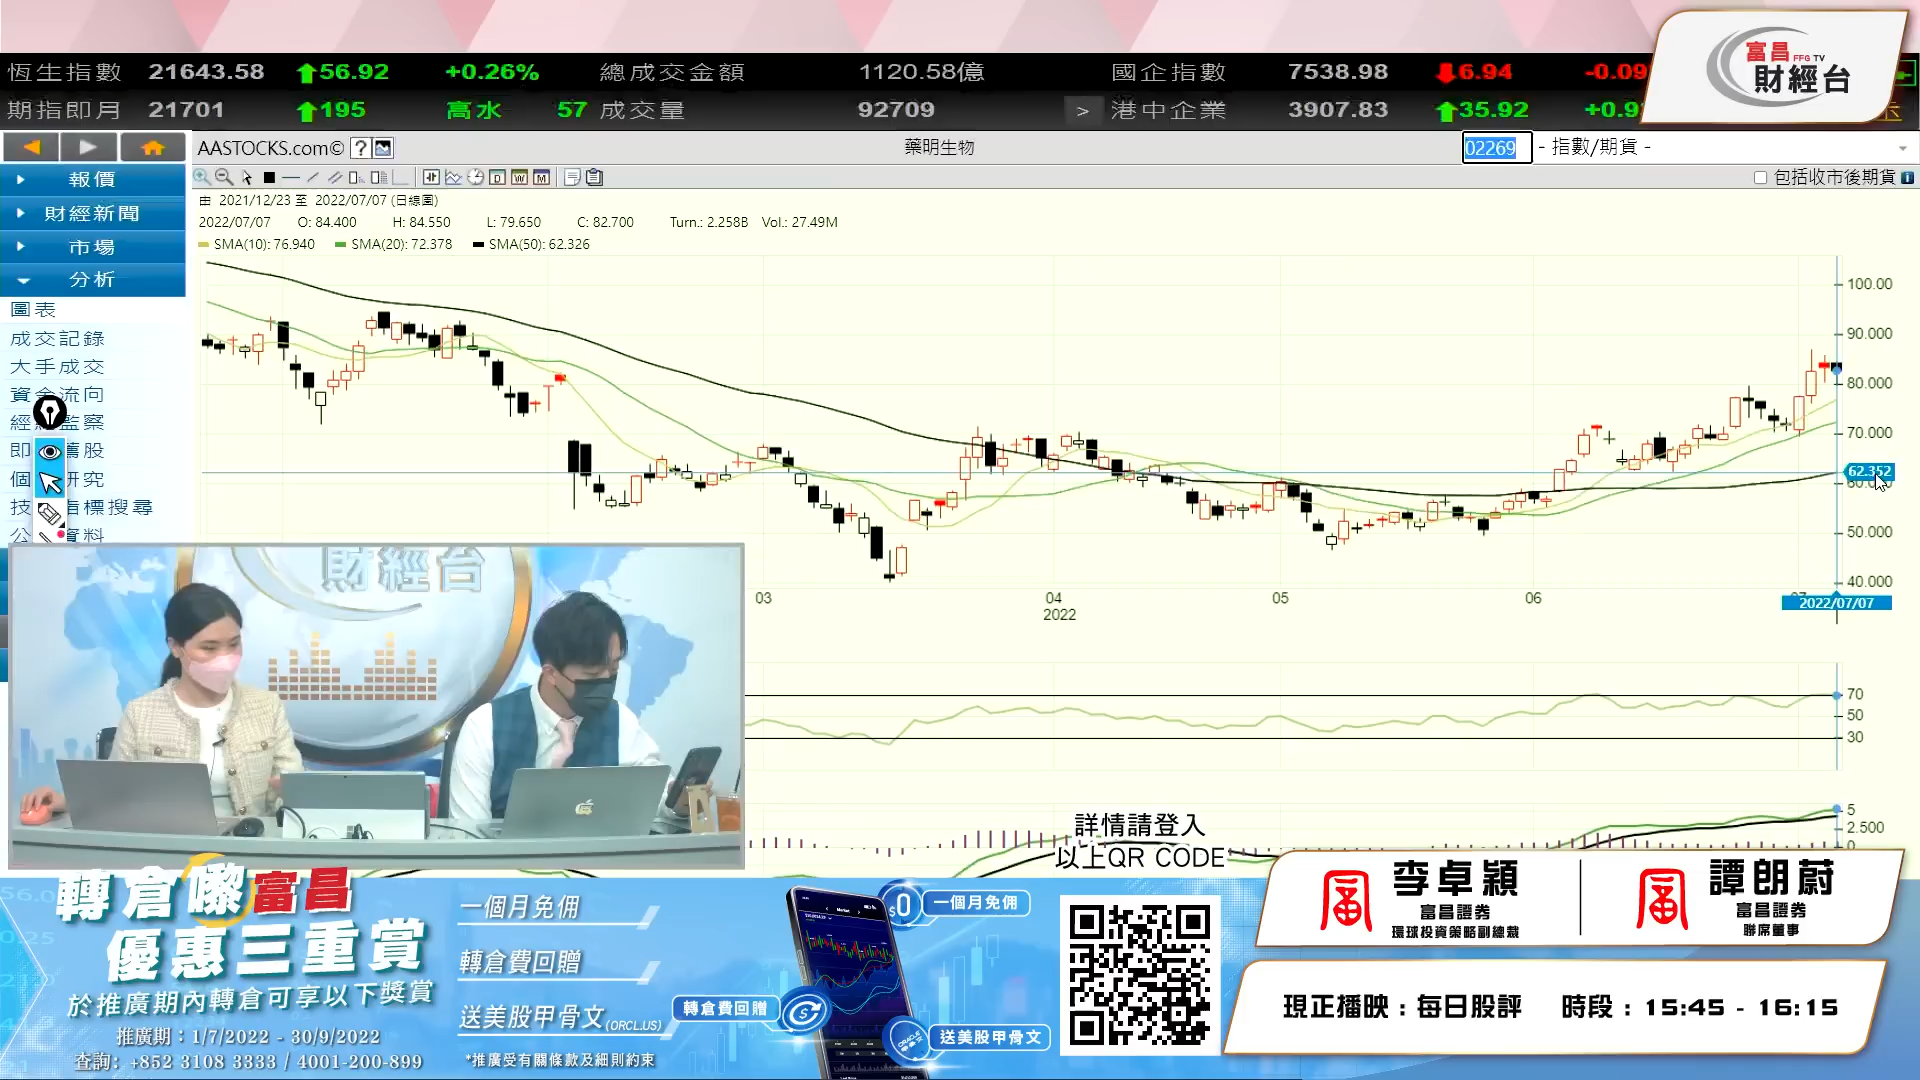 恆生指數 21643.58 56.92 +0.26% 總成交金額 1120.58億 國企指數 7538.98 6.94 -0.09
期指即月 21701 195 高水 57 成交量 92709 > 港中企業 3907.83 35.92
富昌 FFG TV
財經台
AASTOCKS.com© ? 藥明生物 02269 - 指數/期貨 -
包括收市後期貨
報價
財經新聞
市場
分析
圖表
成交記錄
大手成交
技 指標搜尋
由 2021/12/23 至 2022/07/07 (日線圖)
2022/07/07 O: 84.400 H: 84.550 L: 79.650 C: 82.700 Turn.: 2.258B Vol.: 27.49M
SMA(10): 76.940 SMA(20): 72.378 SMA(50): 62.326
100.00
90.000
80.000
70.000
62.352
50.000
40.000
03 04 05 06
2022
2022/07/07
70
50
30
5
2.500
0
財經台
詳情請登入
以上QR CODE
轉倉嚟富昌
優惠三重賞
於推廣期內轉倉可享以下獎賞
推廣期：1/7/2022 - 30/9/2022
查詢：+852 3108 3333 / 4001-200-899
一個月免佣
轉倉費回贈
送美股甲骨文(ORCL.US)
*推廣受有關條款及細則約束
$0 一個月免佣
轉倉費回贈
送美股甲骨文
李卓穎
富昌證券
環球投資策略副總裁
譚朗蔚
富昌證券
聯席董事
現正播映：每日股評 時段：15:45 - 16:15